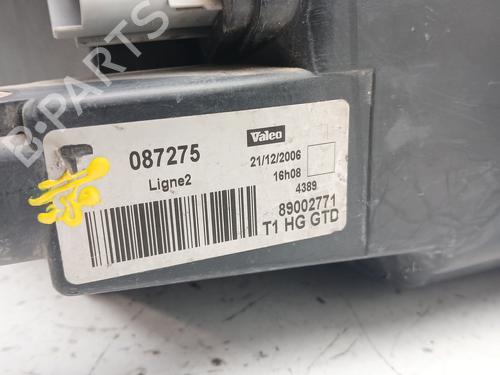 B-PARTS
087275
Ligne2
Valeo
21/12/2006
16h08
4389
89002771
T1 HG GTD